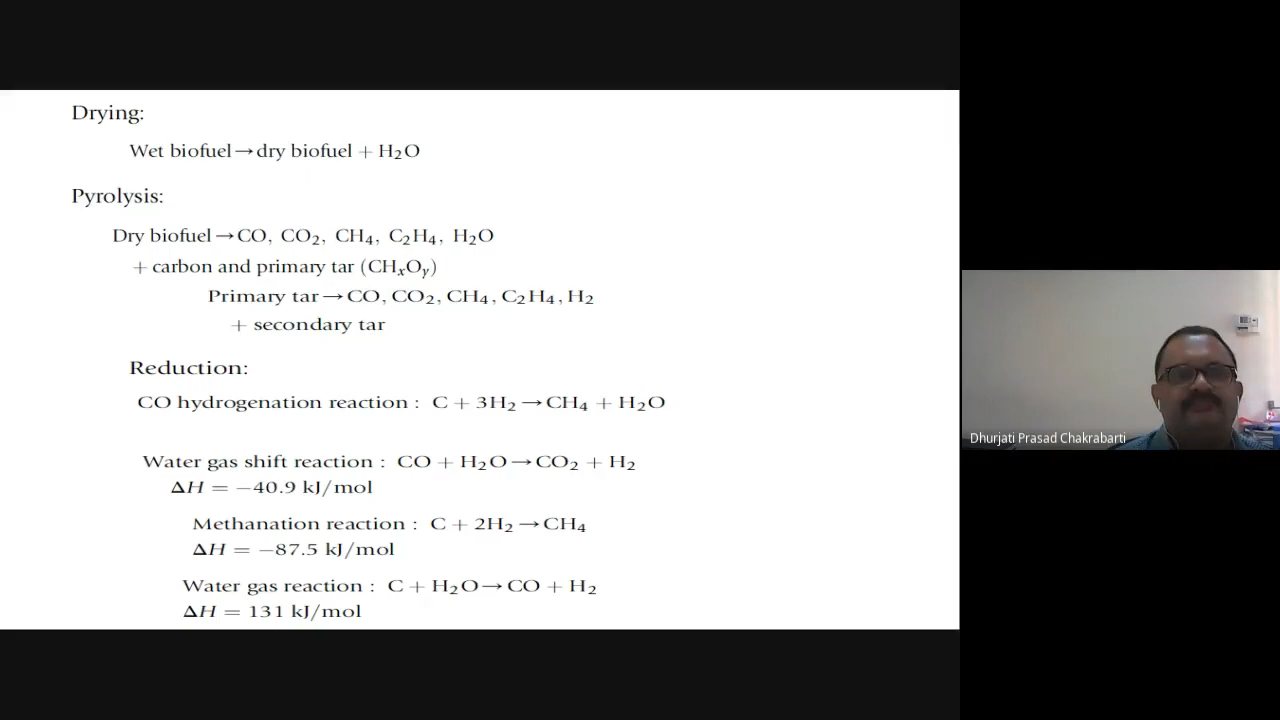 Drying:
Wet biofuel→dry biofuel + H₂O
Pyrolysis:
Dry biofuel→CO, CO₂, CH₄, C₂H₄, H₂O
+ carbon and primary tar (CHₓOᵧ)
Primary tar→CO, CO₂, CH₄, C₂H₄, H₂
+ secondary tar
Reduction:
CO hydrogenation reaction : C + 3H₂→CH₄ + H₂O
Water gas shift reaction : CO + H₂O→CO₂ + H₂
ΔH = −40.9 kJ/mol
Methanation reaction : C + 2H₂→CH₄
ΔH = −87.5 kJ/mol
Water gas reaction : C + H₂O→CO + H₂
ΔH = 131 kJ/mol
Dhurjati Prasad Chakrabarti